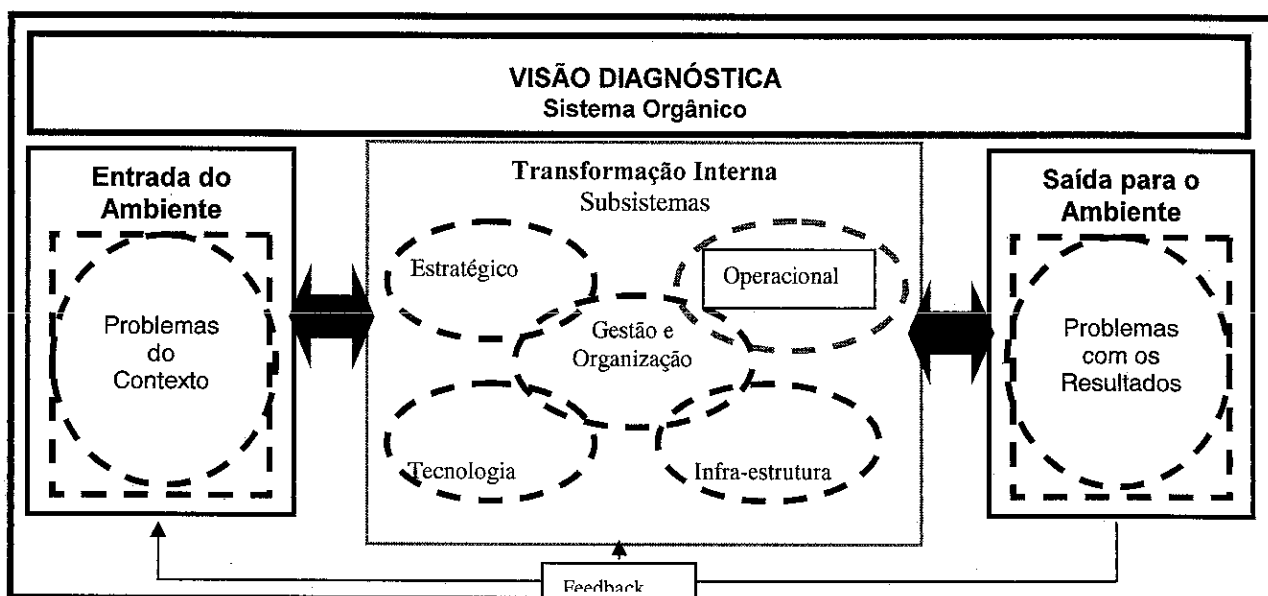 VISÃO DIAGNÓSTICA
Sistema Orgânico
Entrada do
Ambiente
Problemas
do
Contexto
Transformação Interna
Subsistemas
Estratégico
Operacional
Gestão e
Organização
Tecnologia
Infra-estrutura
Saída para o
Ambiente
Problemas
com os
Resultados
Feedback